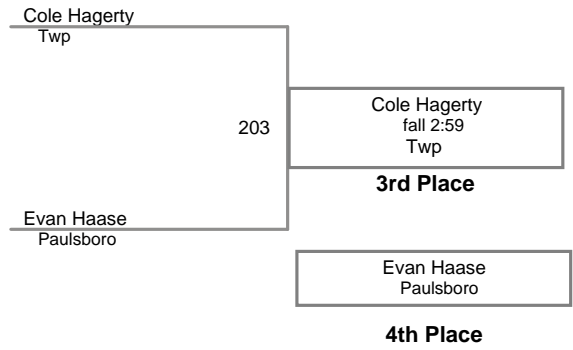 Cole Hagerty
Twp
203
Cole Hagerty
fall 2:59
Twp
3rd Place
Evan Haase
Paulsboro
Evan Haase
Paulsboro
4th Place